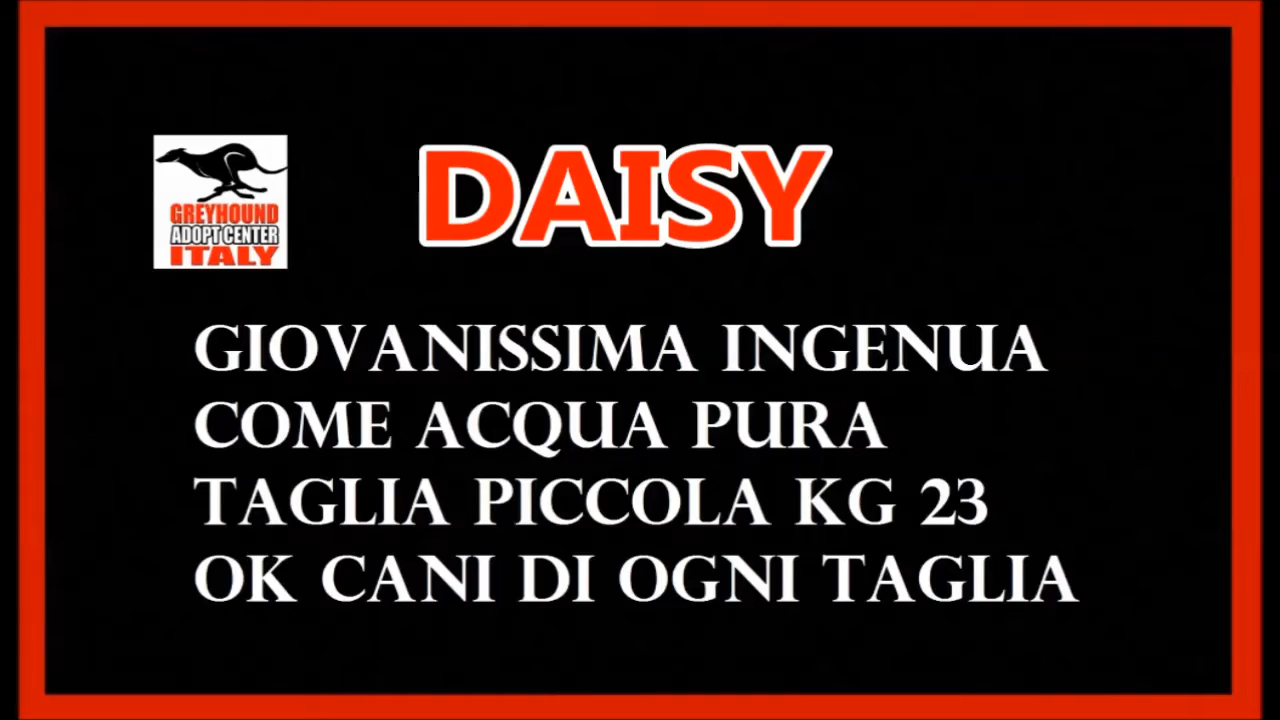 GREYHOUND
ADOPT CENTER
ITALY
DAISY
GIOVANISSIMA INGENUA
COME ACQUA PURA
TAGLIA PICCOLA KG 23
OK CANI DI OGNI TAGLIA